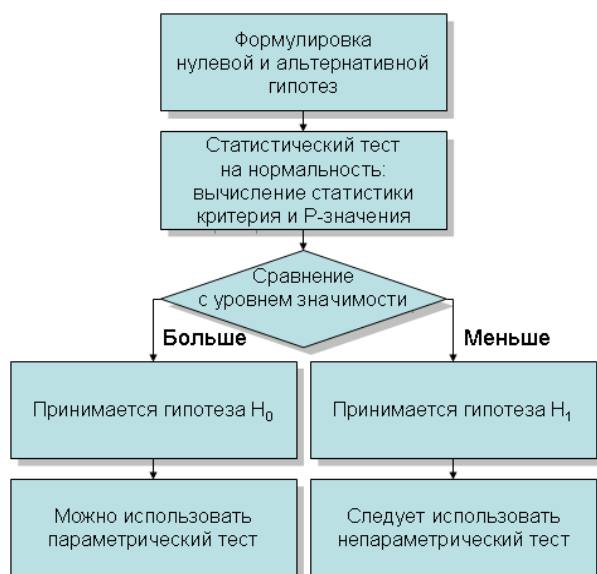 Формулировка
нулевой и альтернативной
гипотез
Статистический тест
на нормальность:
вычисление статистики
критерия и P-значения
Сравнение
с уровнем значимости
Больше
Меньше
Принимается гипотеза H₀
Принимается гипотеза H₁
Можно использовать
параметрический тест
Следует использовать
непараметрический тест